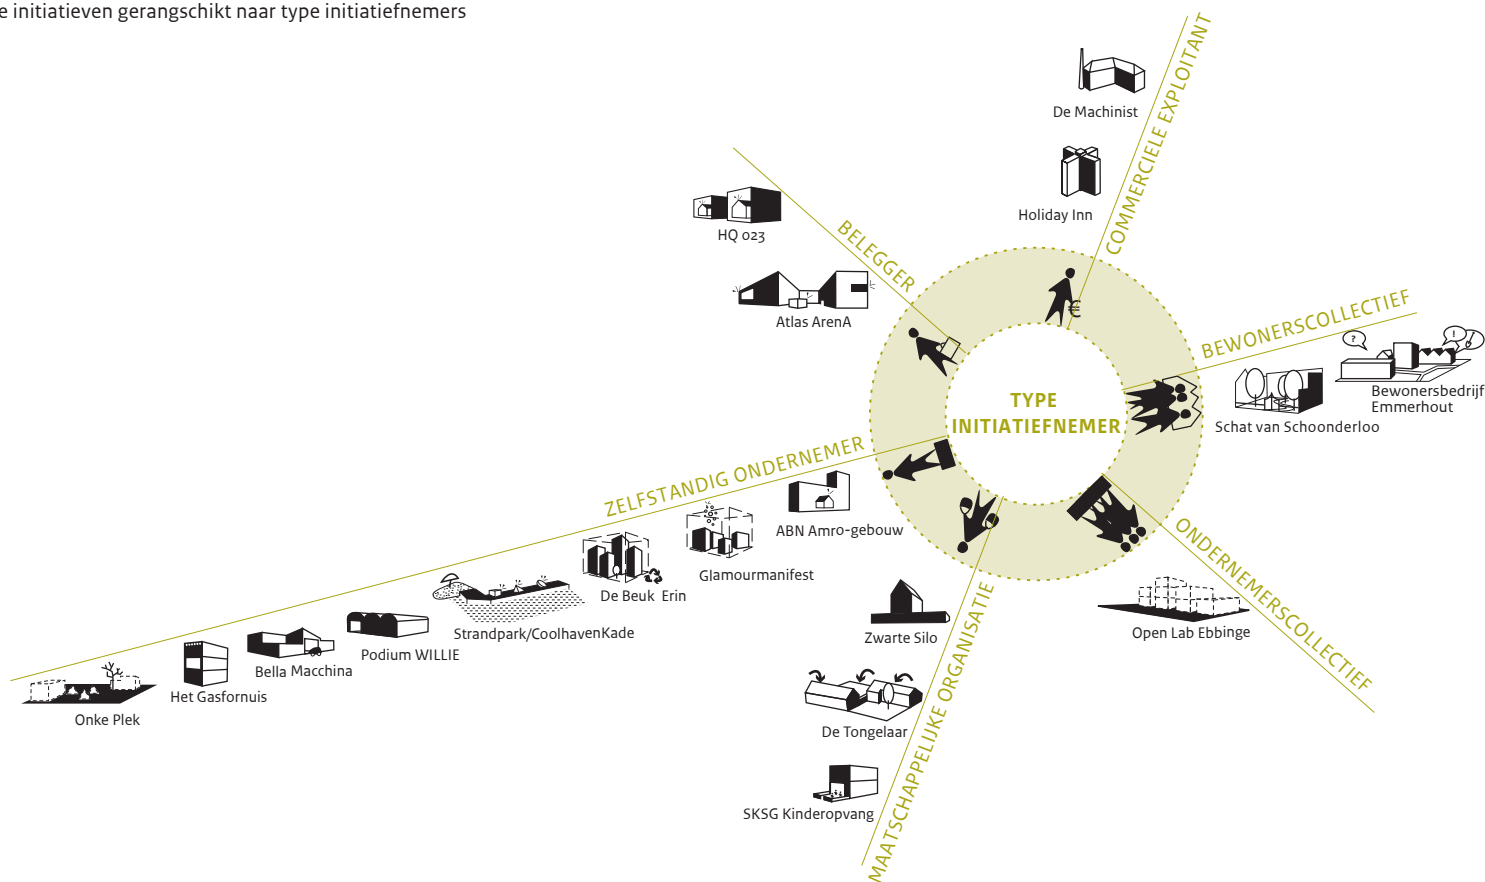 e initiatieven gerangschikt naar type initiatiefnemers
COMMERCIELE EXPLOITANT
De Machinist
Holiday Inn
BELEGGER
HQ 023
Atlas ArenA
BEWONERSCOLLECTIEF
?
!
Bewonersbedrijf
Emmerhout
Schat van Schoonderloo
€
TYPE
INITIATIEFNEMER
ZELFSTANDIG ONDERNEMER
ABN Amro-gebouw
Glamourmanifest
De Beuk Erin
Strandpark/CoolhavenKade
Podium WILLIE
Bella Macchina
Het Gasfornuis
Onke Plek
MAATSCHAPPELIJKE ORGANISATIE
Zwarte Silo
De Tongelaar
SKSG Kinderopvang
ONDERNEMERSCOLLECTIEF
Open Lab Ebbinge